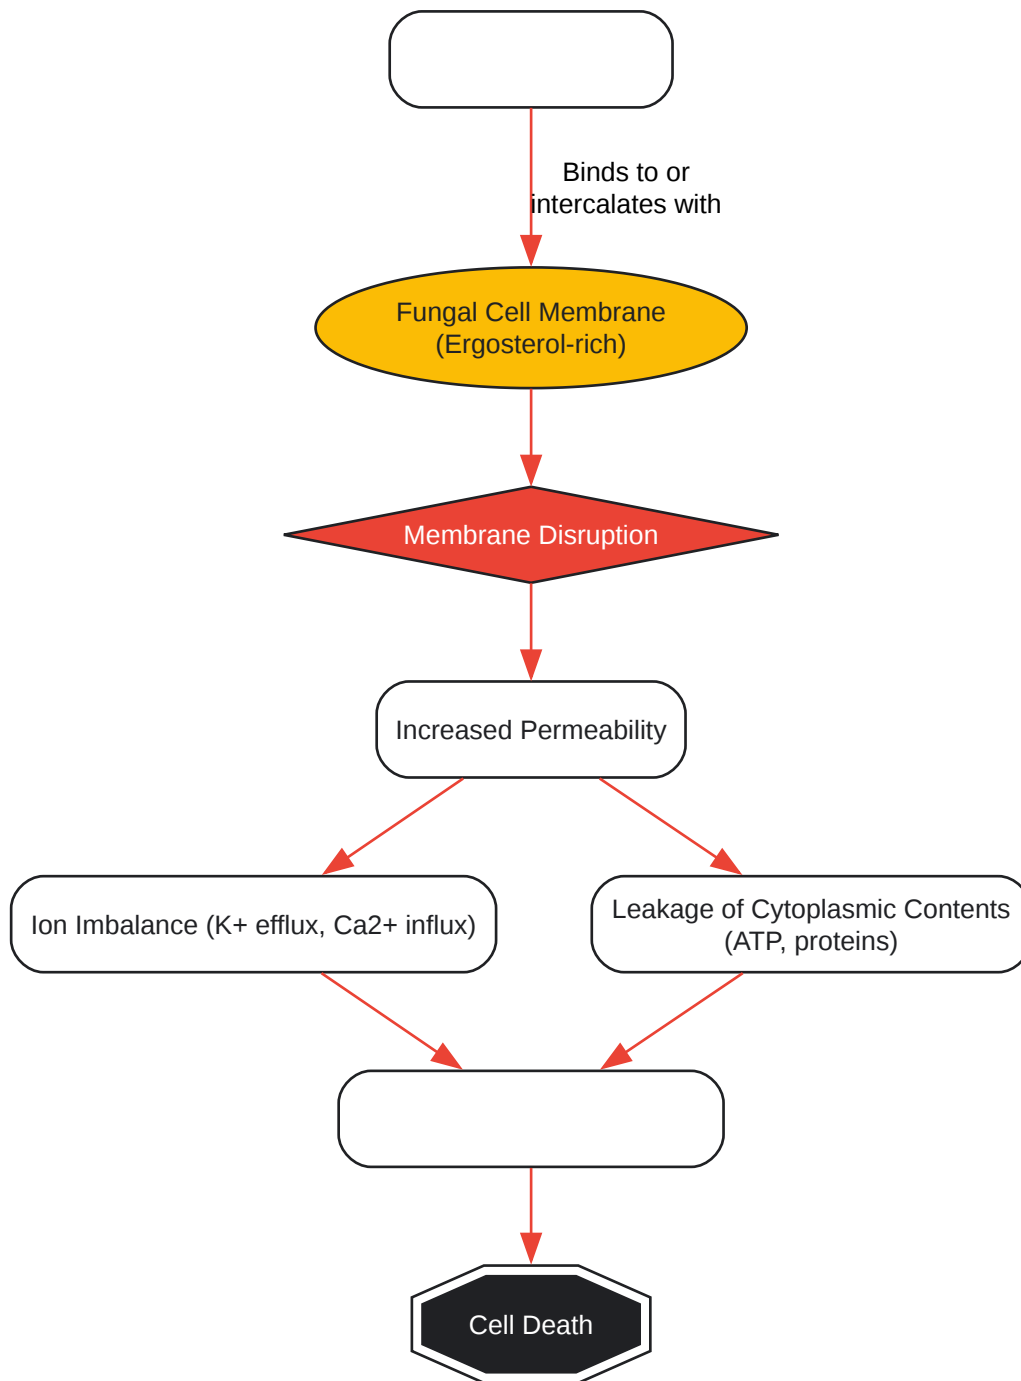 Binds to or
intercalates with
Fungal Cell Membrane
(Ergosterol-rich)
Membrane Disruption
Increased Permeability
Ion Imbalance (K+ efflux, Ca2+ influx)
Leakage of Cytoplasmic Contents
(ATP, proteins)
Cell Death